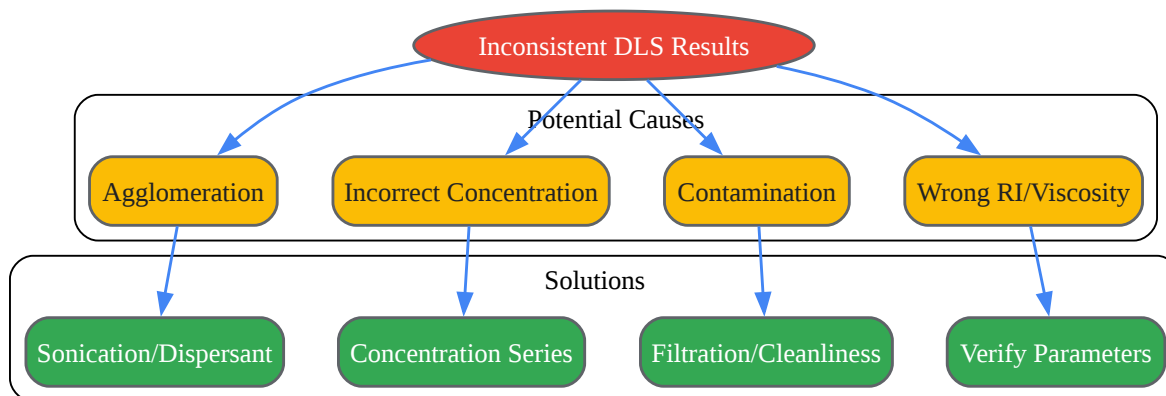 Inconsistent DLS Results
Potential Causes
Agglomeration
Incorrect Concentration
Contamination
Wrong RI/Viscosity
Solutions
Sonication/Dispersant
Concentration Series
Filtration/Cleanliness
Verify Parameters